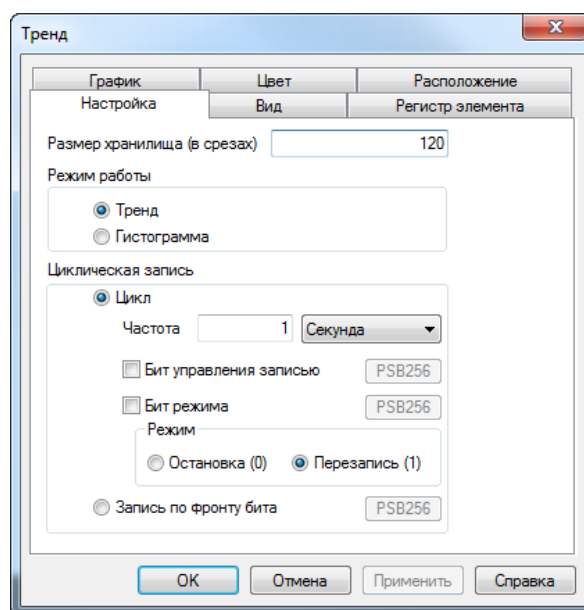 Тренд
График Цвет Расположение
Настройка Вид Регистр элемента
Размер хранилища (в срезах) 120
Режим работы
Тренд
Гистограмма
Циклическая запись
Цикл
Частота 1 Секунда
Бит управления записью PSB256
Бит режима PSB256
Режим
Остановка (0) Перезапись (1)
Запись по фронту бита PSB256
OK Отмена Применить Справка